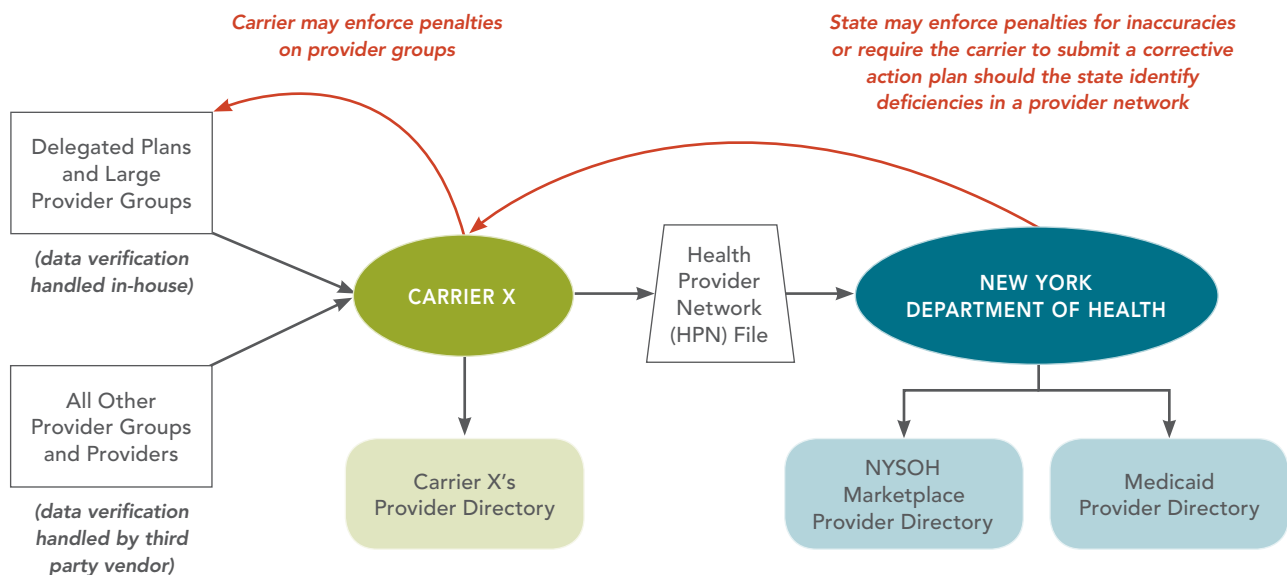 Carrier may enforce penalties
on provider groups
State may enforce penalties for inaccuracies
or require the carrier to submit a corrective
action plan should the state identify
deficiencies in a provider network
Delegated Plans
and Large
Provider Groups
(data verification
handled in-house)
CARRIER X
Health
Provider
Network
(HPN) File
NEW YORK
DEPARTMENT OF HEALTH
All Other
Provider Groups
and Providers
(data verification
handled by third
party vendor)
Carrier X's
Provider Directory
NYSOH
Marketplace
Provider Directory
Medicaid
Provider Directory